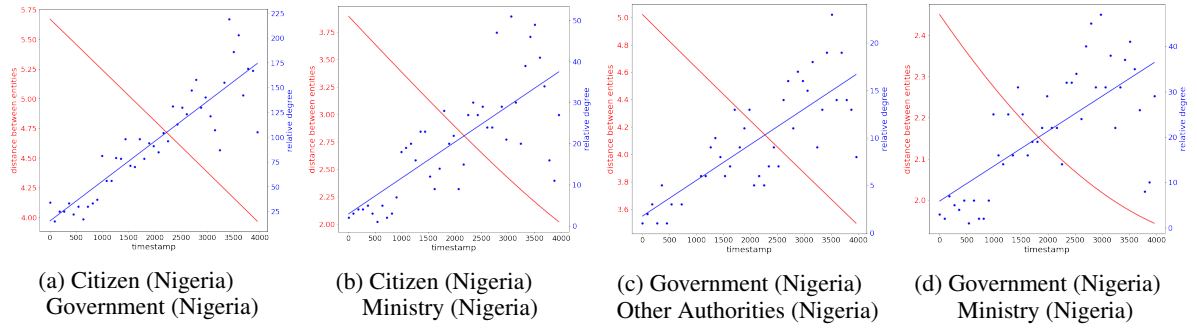 5.75
5.50
5.25
5.00
4.75
4.50
4.25
4.00
distance between entities
225
200
175
150
125
100
75
50
25
relative degree
0 500 1000 1500 2000 2500 3000 3500 4000
timestamp
(a) Citizen (Nigeria)
Government (Nigeria)
3.75
3.50
3.25
3.00
2.75
2.50
2.25
2.00
distance between entities
50
40
30
20
10
0
relative degree
0 500 1000 1500 2000 2500 3000 3500 4000
timestamp
(b) Citizen (Nigeria)
Ministry (Nigeria)
5.0
4.8
4.6
4.4
4.2
4.0
3.8
3.6
distance between entities
20
15
10
5
0
relative degree
0 500 1000 1500 2000 2500 3000 3500 4000
timestamp
(c) Government (Nigeria)
Other Authorities (Nigeria)
2.4
2.3
2.2
2.1
2.0
distance between entities
40
30
20
10
0
relative degree
0 500 1000 1500 2000 2500 3000 3500 4000
timestamp
(d) Government (Nigeria)
Ministry (Nigeria)